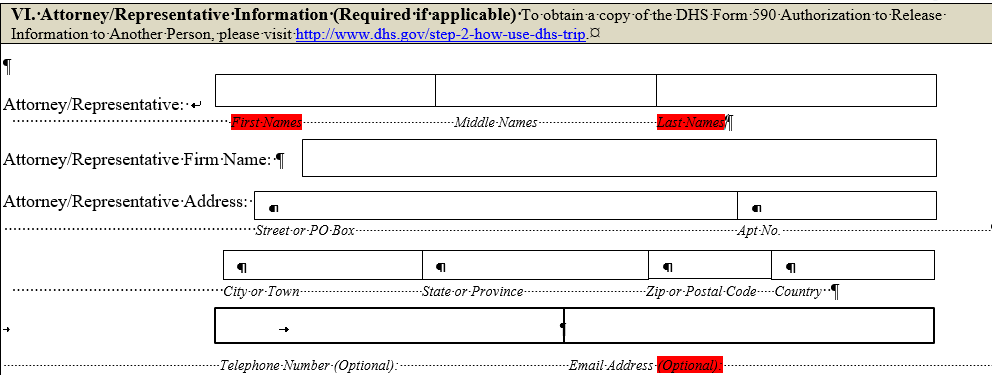 VI. Attorney/Representative Information (Required if applicable) To obtain a copy of the DHS Form 590 Authorization to Release
Information to Another Person, please visit http://www.dhs.gov/step-2-how-use-dhs-trip.
Attorney/Representative:
First Names Middle Names Last Names
Attorney/Representative Firm Name:
Attorney/Representative Address:
Street or PO Box Apt No.
City or Town State or Province Zip or Postal Code Country
Telephone Number (Optional): Email Address (Optional):